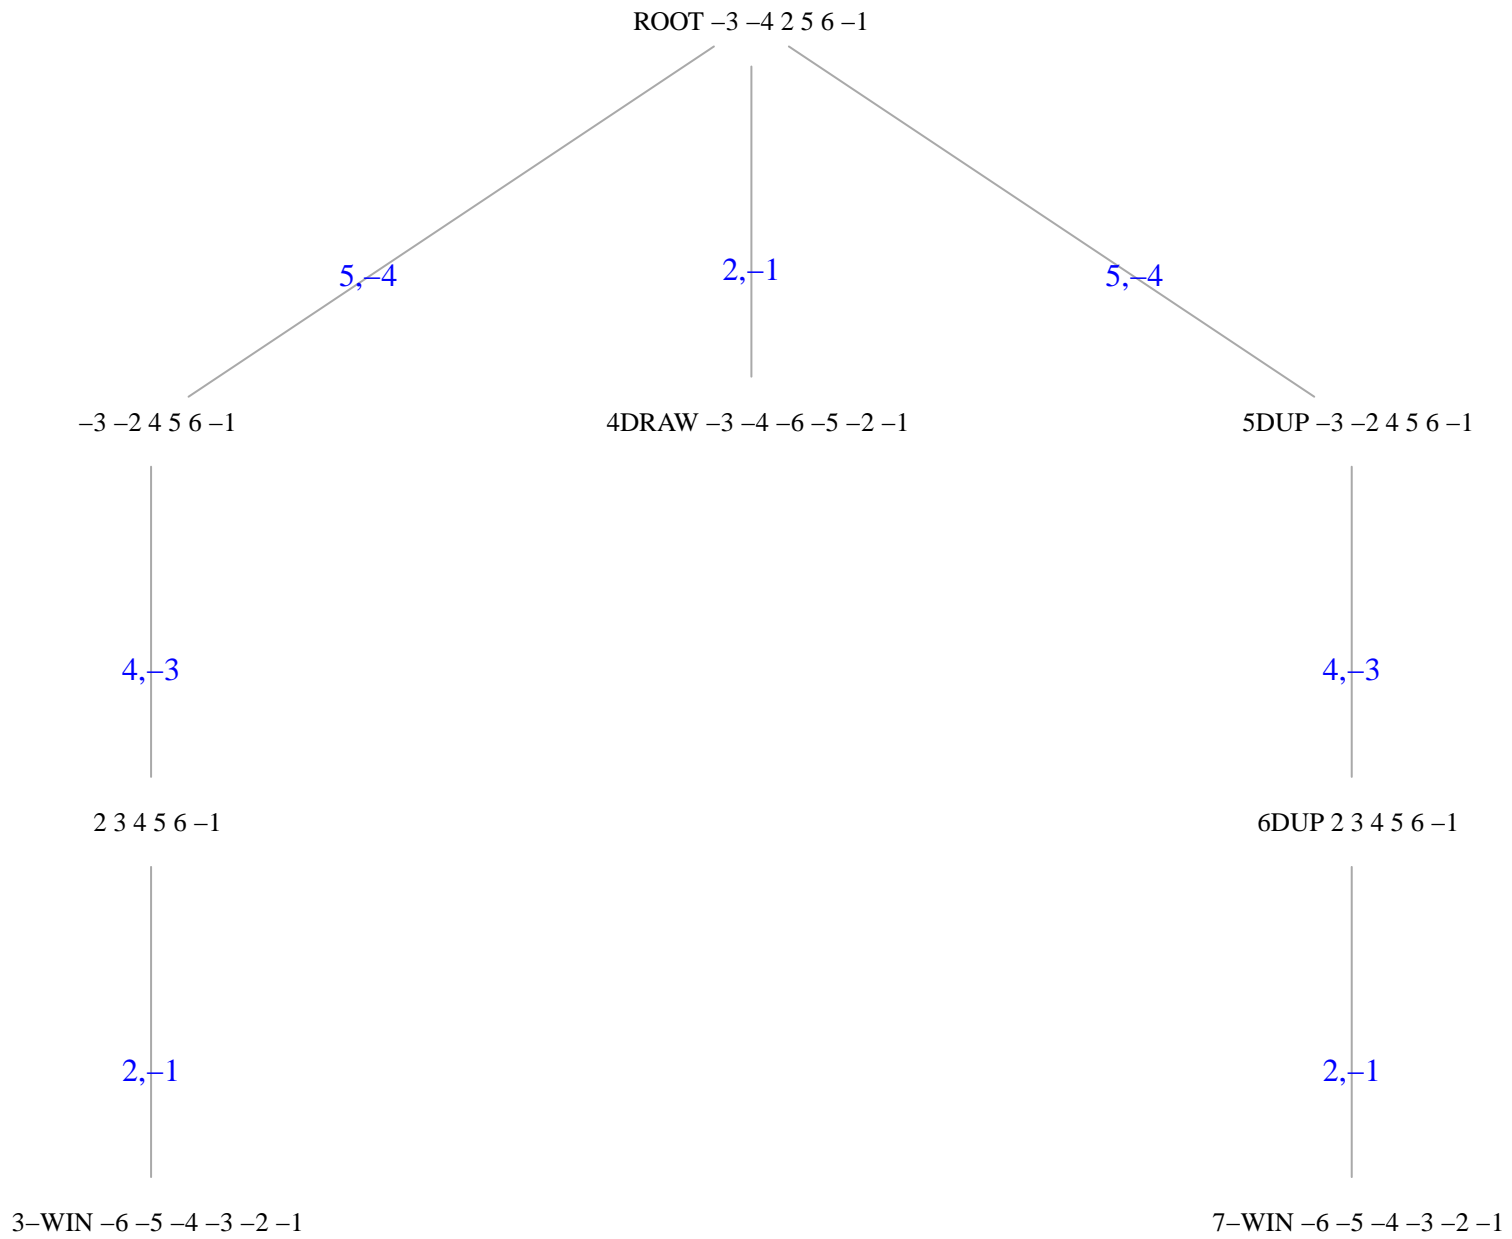 ROOT –3 –4 2 5 6 –1
5,–4
2,–1
5,–4
–3 –2 4 5 6 –1
4DRAW –3 –4 –6 –5 –2 –1
5DUP –3 –2 4 5 6 –1
4,–3
4,–3
2 3 4 5 6 –1
6DUP 2 3 4 5 6 –1
2,–1
2,–1
3–WIN –6 –5 –4 –3 –2 –1
7–WIN –6 –5 –4 –3 –2 –1